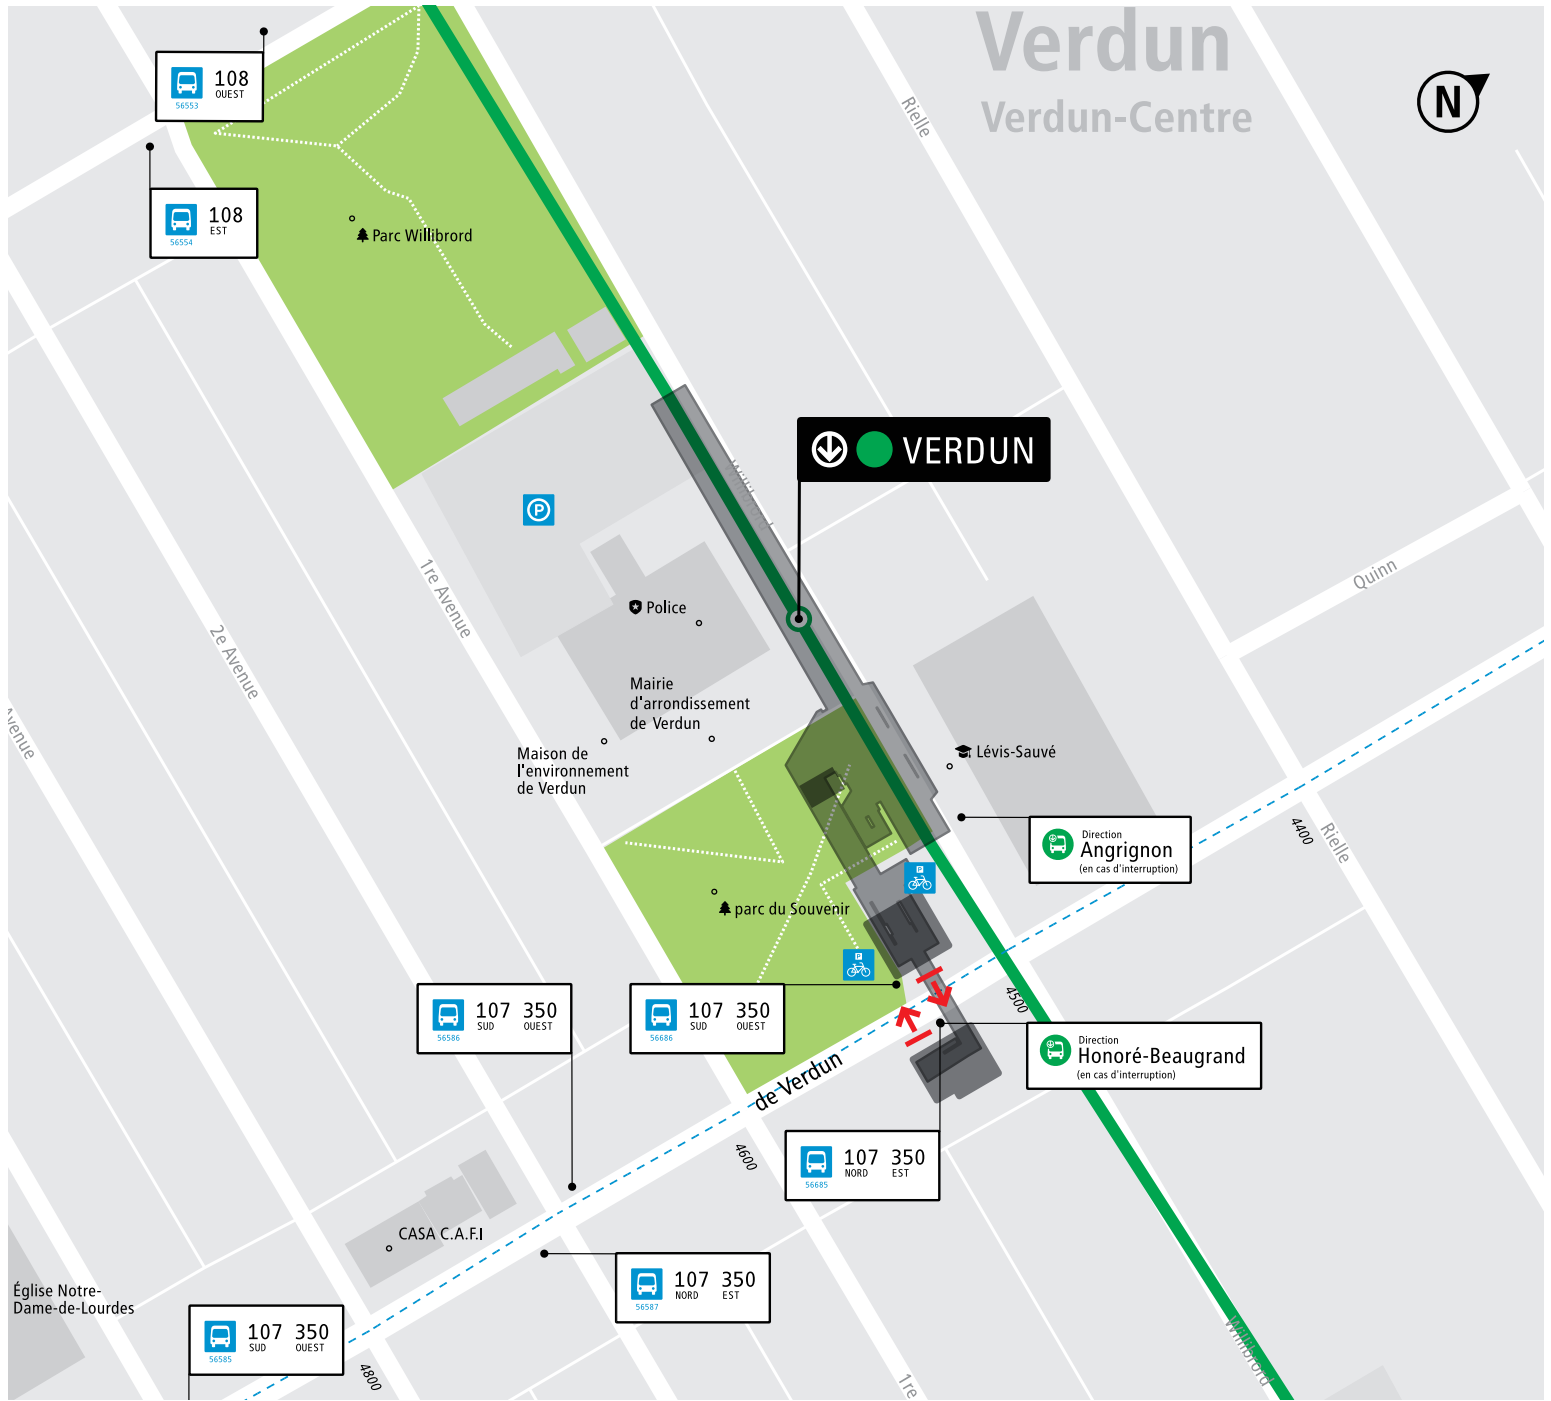 Verdun
Verdun-Centre
N
108
OUEST
56553
108
EST
56554
Parc Willibrord
Rielle
VERDUN
Willibrord
P
1re Avenue
2e Avenue
Avenue
Quinn
Police
Mairie
d'arrondissement
de Verdun
Maison de
l'environnement
de Verdun
Lévis-Sauvé
Direction
Angrignon
(en cas d'interruption)
4400
Rielle
P
parc du Souvenir
P
107 350
SUD OUEST
56586
107 350
SUD OUEST
56686
4500
Direction
Honoré-Beaugrand
(en cas d'interruption)
de Verdun
4600
107 350
NORD EST
56685
CASA C.A.F.I
107 350
NORD EST
56587
Église Notre-
Dame-de-Lourdes
107 350
SUD OUEST
56585
4800
1re
Willibrord